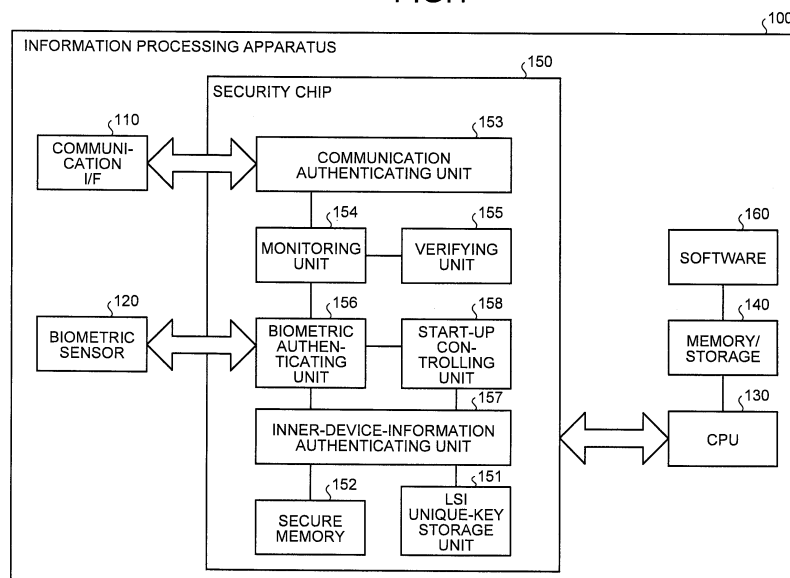 100
INFORMATION PROCESSING APPARATUS
150
SECURITY CHIP
110
COMMUNI-
CATION
I/F
153
COMMUNICATION
AUTHENTICATING UNIT
154
MONITORING
UNIT
155
VERIFYING
UNIT
160
SOFTWARE
120
BIOMETRIC
SENSOR
156
BIOMETRIC
AUTHEN-
TICATING
UNIT
158
START-UP
CON-
TROLLING
UNIT
140
MEMORY/
STORAGE
157
INNER-DEVICE-INFORMATION
AUTHENTICATING UNIT
130
CPU
152
SECURE
MEMORY
151
LSI
UNIQUE-KEY
STORAGE
UNIT